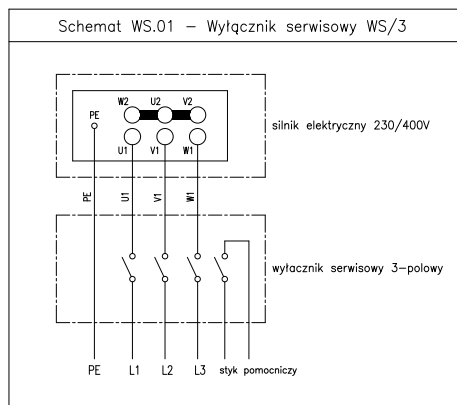 Schemat WS.01 – Wyłącznik serwisowy WS/3
W2 U2 V2
PE
U1 V1 W1
silnik elektryczny 230/400V
PE U1 V1 W1
wyłacznik serwisowy 3–polowy
PE L1 L2 L3 styk pomocniczy